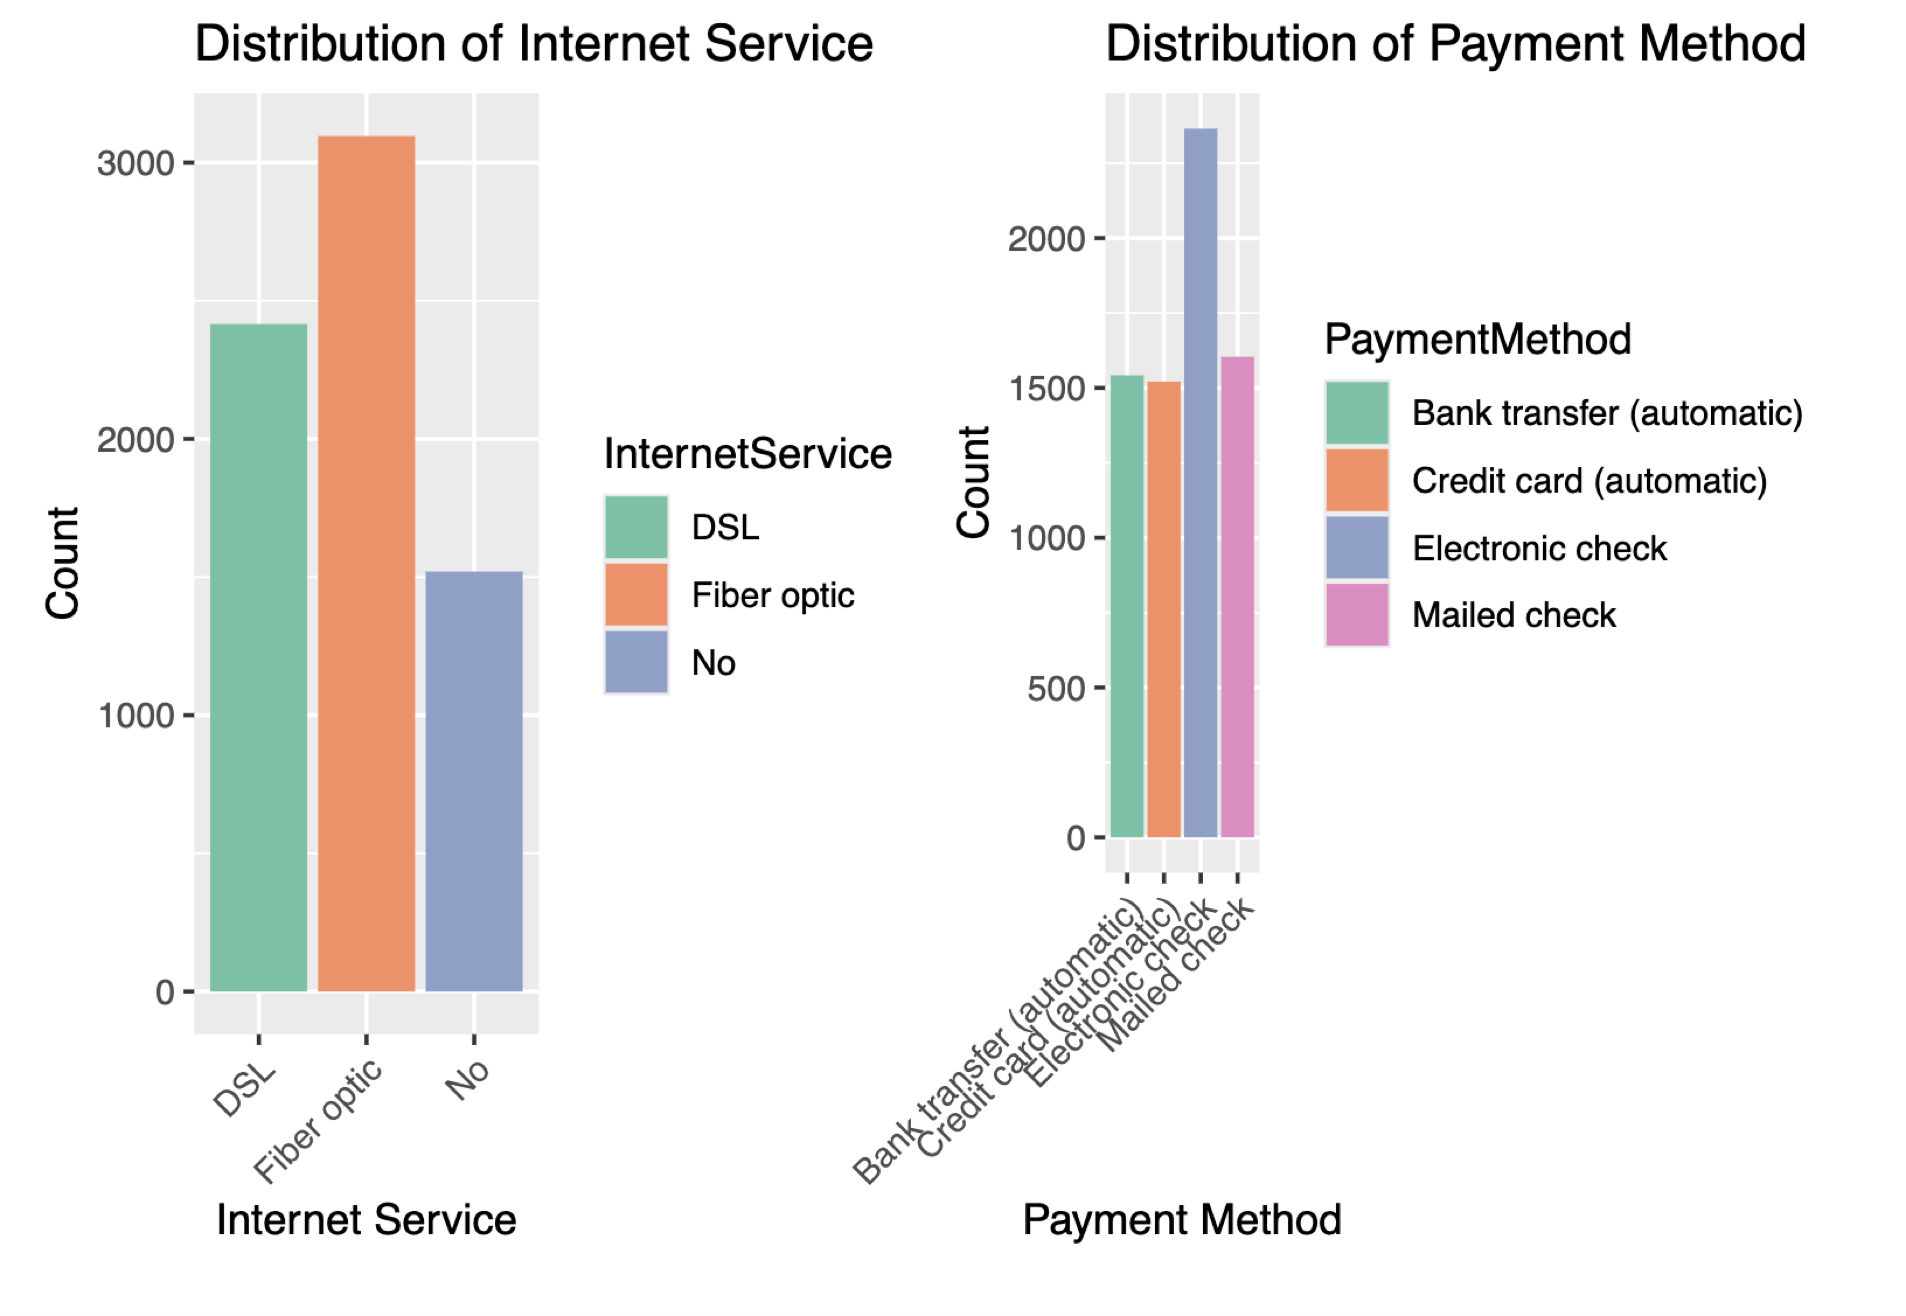 Distribution of Internet Service
3000
2000
1000
0
Count
DSL
Fiber optic
No
Internet Service
InternetService
DSL
Fiber optic
No
Distribution of Payment Method
2000
1500
1000
500
0
Count
Bank transfer (automatic)
Credit card (automatic)
Electronic check
Mailed check
Payment Method
PaymentMethod
Bank transfer (automatic)
Credit card (automatic)
Electronic check
Mailed check